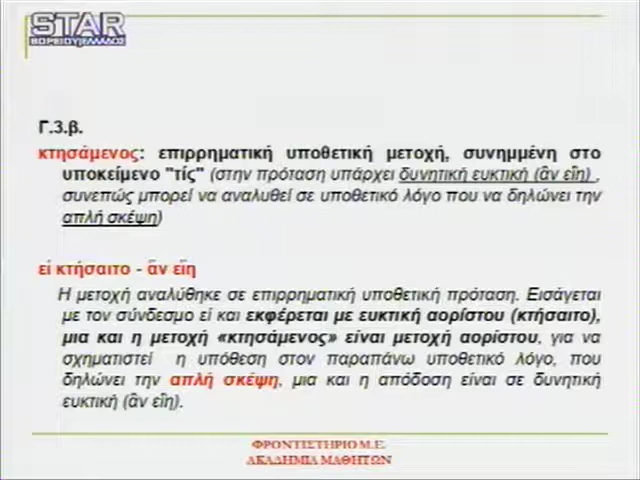 STAR
ΒΟΡΕΙΟΥ ΕΛΛΑΔΟΣ
Γ.3.β.
κτησάμενος: επιρρηματική υποθετική μετοχή, συνημμένη στο
υποκείμενο "τίς" (στην πρόταση υπάρχει δυνητική ευκτική (ἂν εἴη) ,
συνεπώς μπορεί να αναλυθεί σε υποθετικό λόγο που να δηλώνει την
απλή σκέψη)
εἰ κτήσαιτο - ἂν εἴη
Η μετοχή αναλύθηκε σε επιρρηματική υποθετική πρόταση. Εισάγεται
με τον σύνδεσμο εἰ και εκφέρεται με ευκτική αορίστου (κτήσαιτο),
μια και η μετοχή «κτησάμενος» είναι μετοχή αορίστου, για να
σχηματιστεί η υπόθεση στον παραπάνω υποθετικό λόγο, που
δηλώνει την απλή σκέψη, μια και η απόδοση είναι σε δυνητική
ευκτική (ἂν εἴη).
ΦΡΟΝΤΙΣΤΗΡΙΟ Μ.Ε.
ΑΚΑΔΗΜΙΑ ΜΑΘΗΤΩΝ